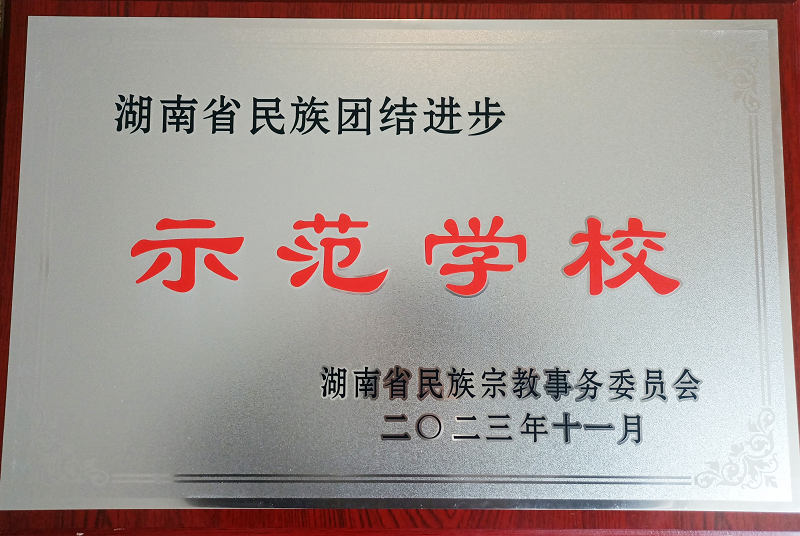 湖南省民族团结进步
示范学校
湖南省民族宗教事务委员会
二〇二三年十一月